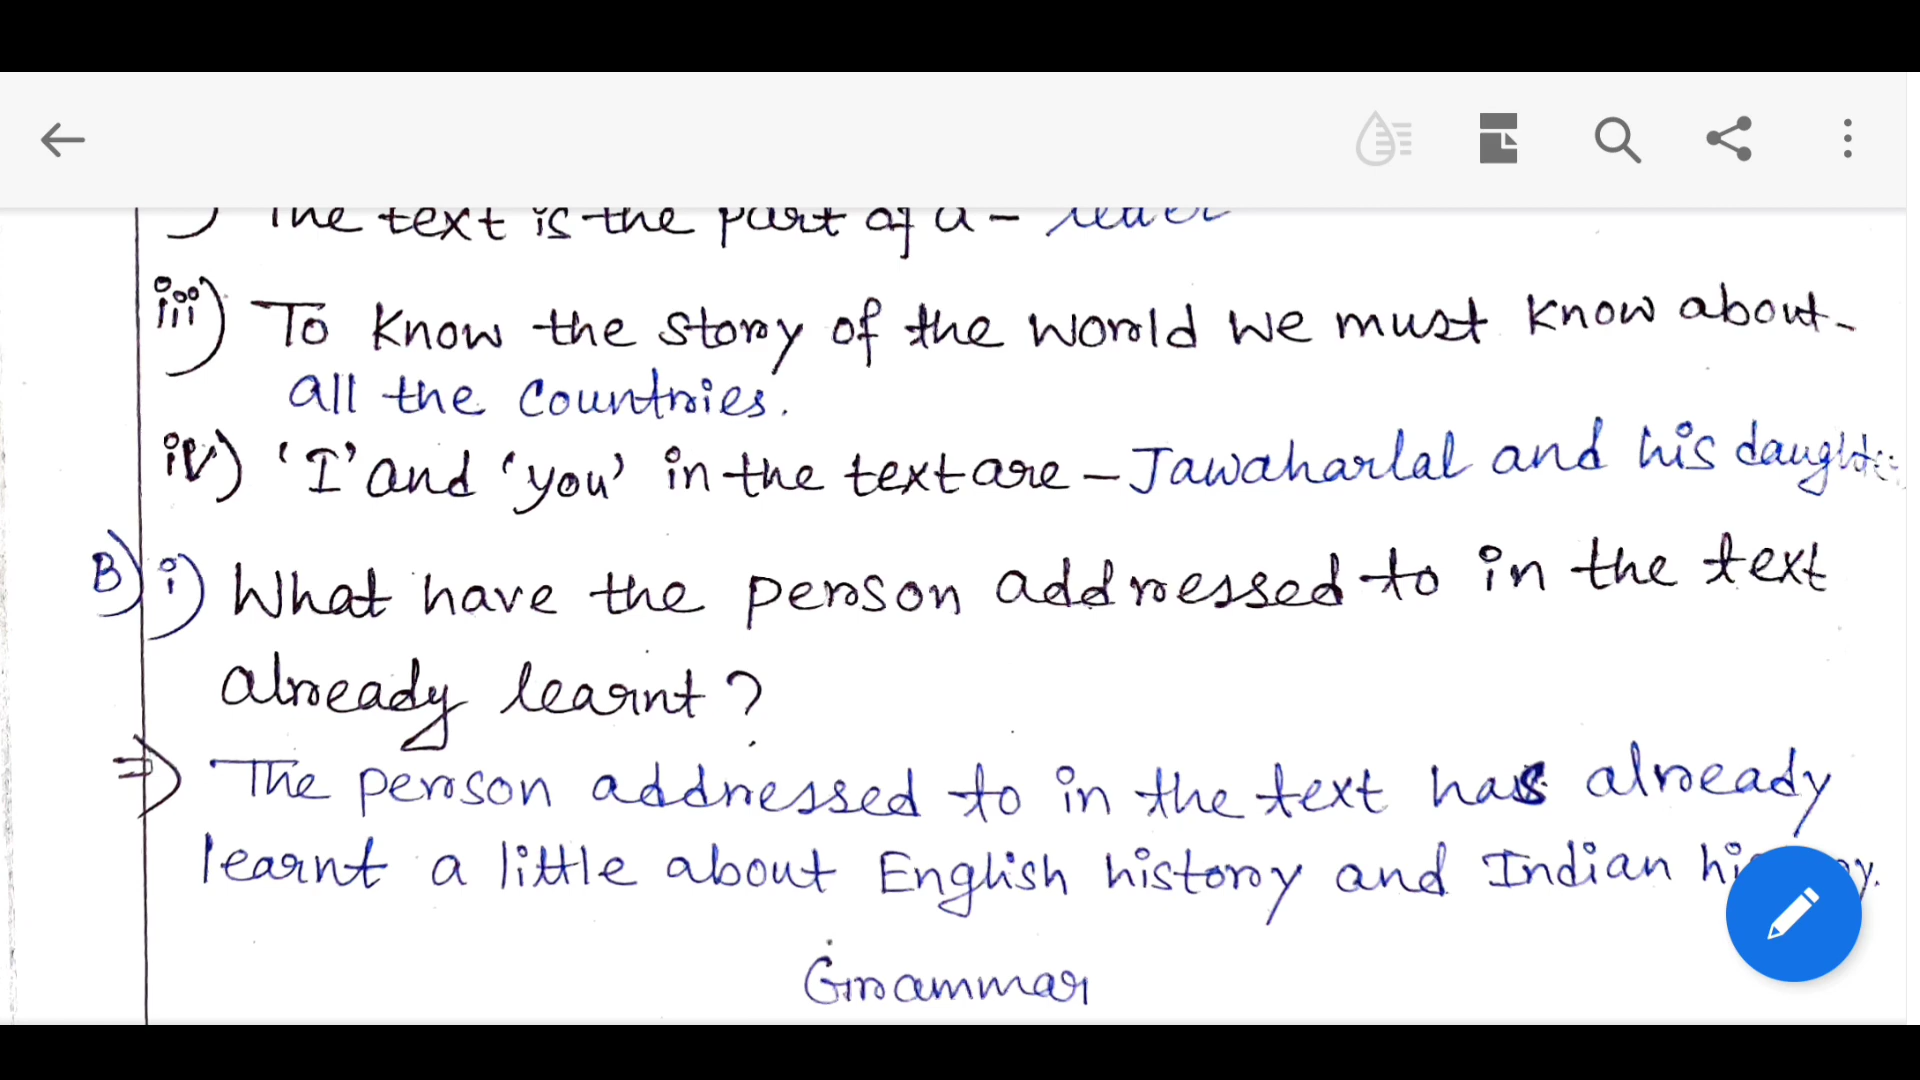 The text is the part of a - letter
iii) To know the story of the world we must know about-
all the countries.
iv) 'I' and 'you' in the text are - Jawaharlal and his
B) i) What have the person addressed to in the text
already learnt?
=> The person addressed to in the text has already
learnt a little about English history and Indian
Grammar